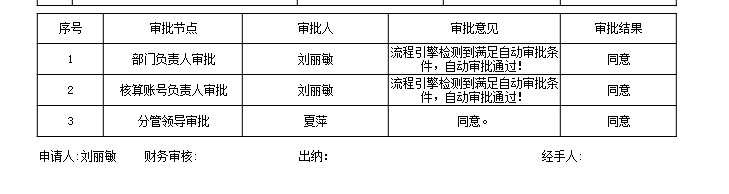 序号 审批节点 审批人 审批意见 审批结果
1 部门负责人审批 刘丽敏 流程引擎检测到满足自动审批条件，自动审批通过！ 同意
2 核算账号负责人审批 刘丽敏 流程引擎检测到满足自动审批条件，自动审批通过！ 同意
3 分管领导审批 夏萍 同意。 同意
申请人:刘丽敏 财务审核: 出纳: 经手人: